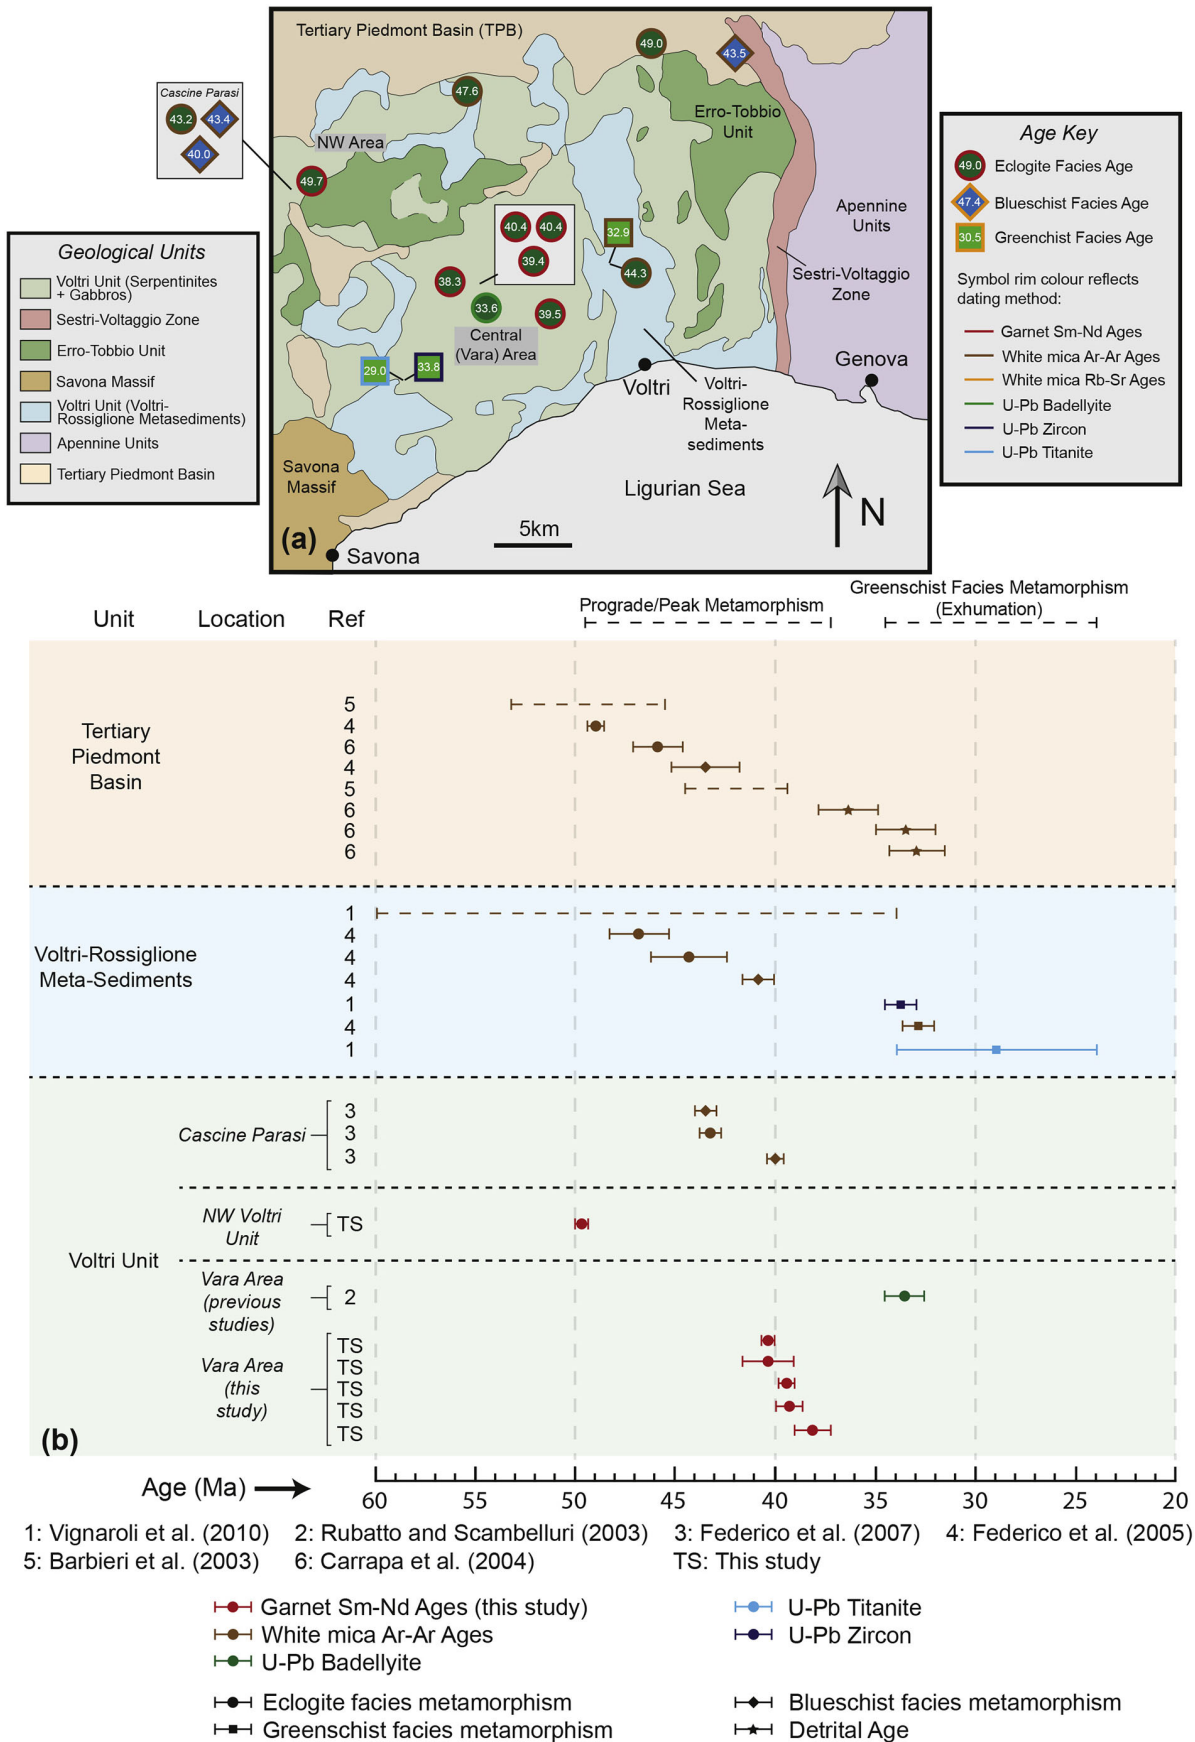 Tertiary Piedmont Basin (TPB)
49.0
43.5
47.6
Cascine Parasi
43.2
43.4
40.0
NW Area
49.7
Erro-Tobbio
Unit
Apennine
Units
40.4
40.4
39.4
32.9
44.3
38.3
33.6
39.5
Central
(Vara) Area
29.0
33.8
Sestri-Voltaggio
Zone
Genova
Voltri
Voltri-
Rossiglione
Meta-
sediments
Savona
Massif
Ligurian Sea
N
5km
(a)
Savona
Geological Units
Voltri Unit (Serpentinites
+ Gabbros)
Sestri-Voltaggio Zone
Erro-Tobbio Unit
Savona Massif
Voltri Unit (Voltri-
Rossiglione Metasediments)
Apennine Units
Tertiary Piedmont Basin
Age Key
49.0 Eclogite Facies Age
47.4 Blueschist Facies Age
30.5 Greenchist Facies Age
Symbol rim colour reflects
dating method:
Garnet Sm-Nd Ages
White mica Ar-Ar Ages
White mica Rb-Sr Ages
U-Pb Badellyite
U-Pb Zircon
U-Pb Titanite
Unit Location Ref
Prograde/Peak Metamorphism
Greenschist Facies Metamorphism
(Exhumation)
Tertiary
Piedmont
Basin
5
4
6
4
5
6
6
6
Voltri-Rossiglione
Meta-Sediments
1
4
4
4
1
4
1
Voltri Unit
Cascine Parasi
3
3
3
NW Voltri
Unit
TS
Vara Area
(previous
studies)
2
Vara Area
(this
study)
TS
TS
TS
TS
TS
(b)
Age (Ma)
60 55 50 45 40 35 30 25 20
1: Vignaroli et al. (2010) 2: Rubatto and Scambelluri (2003) 3: Federico et al. (2007) 4: Federico et al. (2005)
5: Barbieri et al. (2003) 6: Carrapa et al. (2004) TS: This study
Garnet Sm-Nd Ages (this study)
White mica Ar-Ar Ages
U-Pb Badellyite
U-Pb Titanite
U-Pb Zircon
Eclogite facies metamorphism
Greenschist facies metamorphism
Blueschist facies metamorphism
Detrital Age